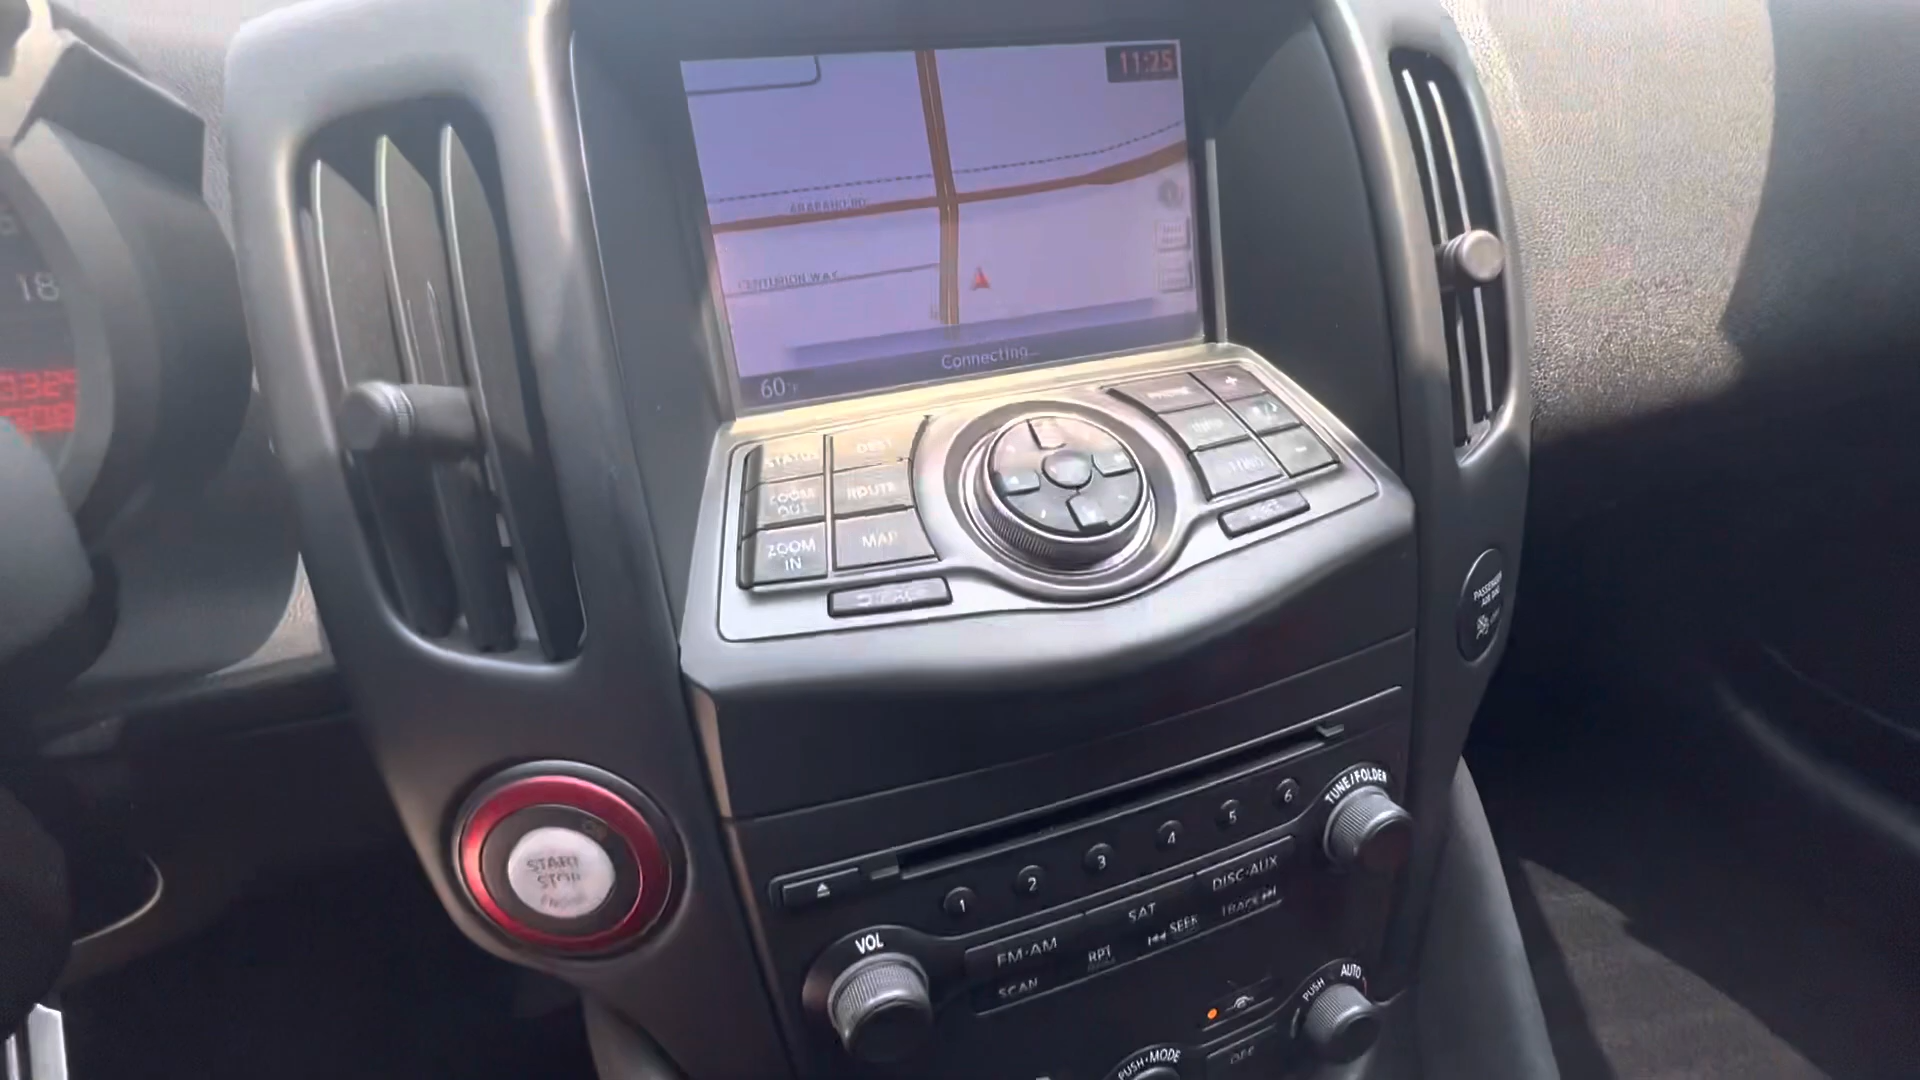 11:25
ARAPAHO RD
CENTURION WAY
Connecting...
60°F
18
STATUS
DEST
ZOOM
OUT
ROUTE
ZOOM
IN
MAP
INFO
+
-
PASSENGER
AIR BAG
START
STOP
ENGINE
TUNE/FOLDER
1 2 3 4 5 6
DISC·AUX
SAT
FM·AM
SEEK
TRACK
RPT
SCAN
VOL
AUTO
PUSH
PUSH·MODE
OFF